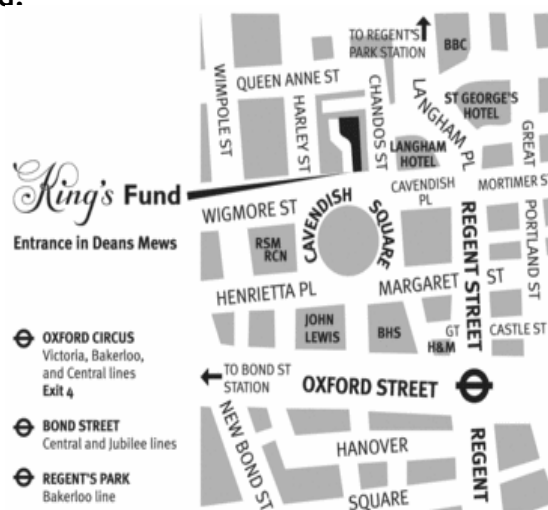 TO REGENT'S
PARK STATION
BBC
WIMPOLE ST
QUEEN ANNE ST
HARLEY ST
CHANDOS ST
LANGHAM PL
ST GEORGE'S
HOTEL
GREAT
PORTLAND ST
LANGHAM
HOTEL
King's Fund
Entrance in Deans Mews
WIGMORE ST
CAVENDISH
SQUARE
CAVENDISH
PL
MORTIMER ST
REGENT STREET
RSM
RCN
HENRIETTA PL
MARGARET ST
JOHN
LEWIS
BHS
GT CASTLE ST
H&M
OXFORD CIRCUS
Victoria, Bakerloo,
and Central lines
Exit 4
TO BOND ST
STATION
OXFORD STREET
BOND STREET
Central and Jubilee lines
NEW BOND ST
HANOVER
SQUARE
REGENT
REGENT'S PARK
Bakerloo line